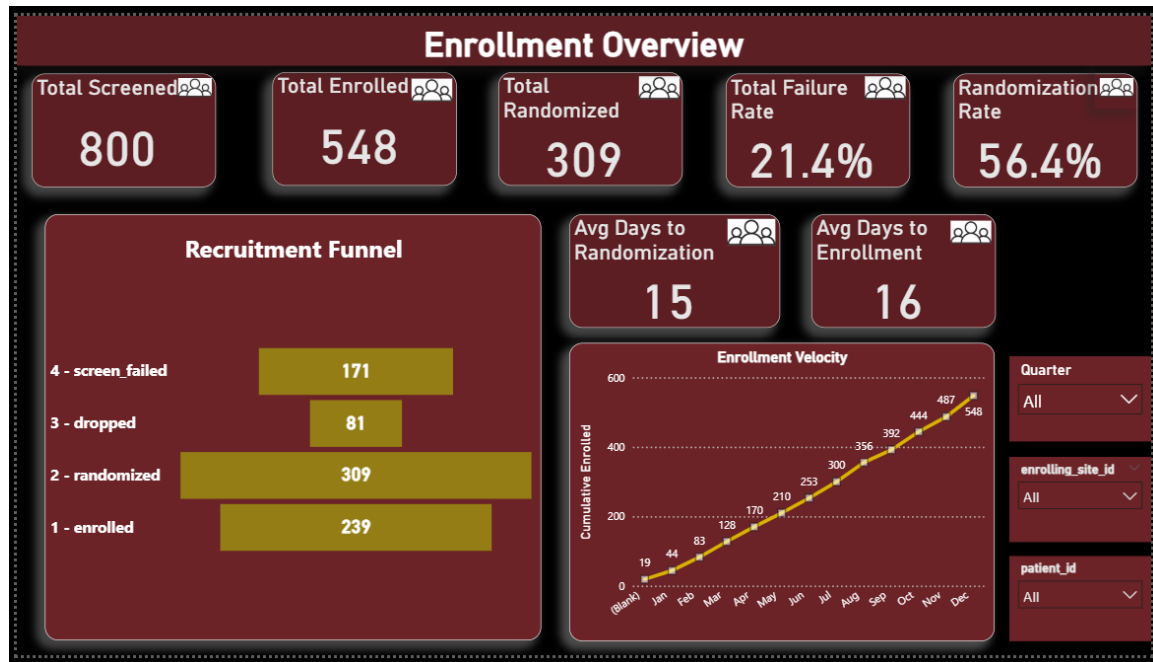 Enrollment Overview
Total Screened
800
Total Enrolled
548
Total
Randomized
309
Total Failure
Rate
21.4%
Randomization
Rate
56.4%
Recruitment Funnel
4 - screen_failed
171
3 - dropped
81
2 - randomized
309
1 - enrolled
239
Avg Days to
Randomization
15
Avg Days to
Enrollment
16
Enrollment Velocity
Cumulative Enrolled
600
400
200
0
19
44
83
128
170
210
253
300
356
392
444
487
548
(Blank)
Jan
Feb
Mar
Apr
May
Jun
Jul
Aug
Sep
Oct
Nov
Dec
Quarter
All
enrolling_site_id
All
patient_id
All